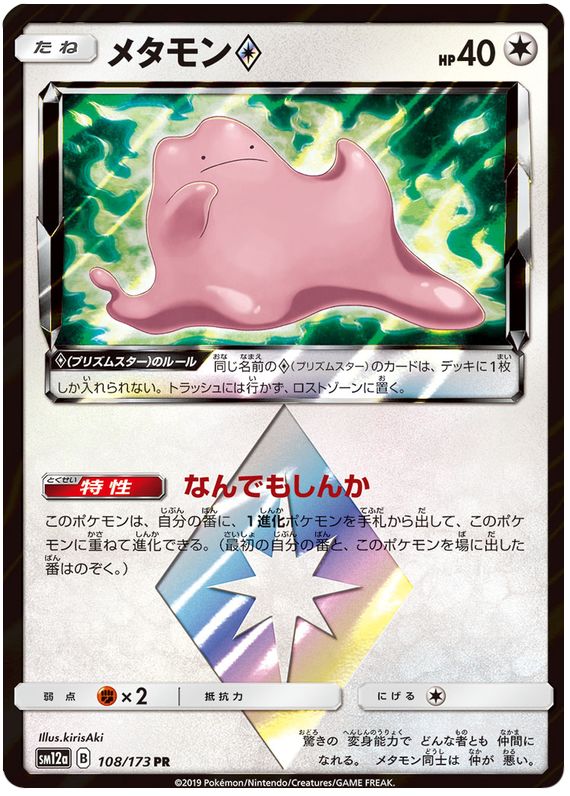 たね メタモン◇ HP40
◇(プリズムスター)のルール 同じ名前の◇(プリズムスター)のカードは、デッキに1枚
しか入れられない。トラッシュには行かず、ロストゾーンに置く。
特性 なんでもしんか
このポケモンは、自分の番に、1進化ポケモンを手札から出して、このポケ
モンに重ねて進化できる。(最初の自分の番と、このポケモンを場に出した
番はのぞく。)
弱点 ×2 抵抗力 にげる
Illus.kirisAki
驚きの 変身能力で どんな者とも 仲間に
なれる。 メタモン同士は 仲が 悪い。
SM12a B 108/173 PR
©2019 Pokémon/Nintendo/Creatures/GAME FREAK.